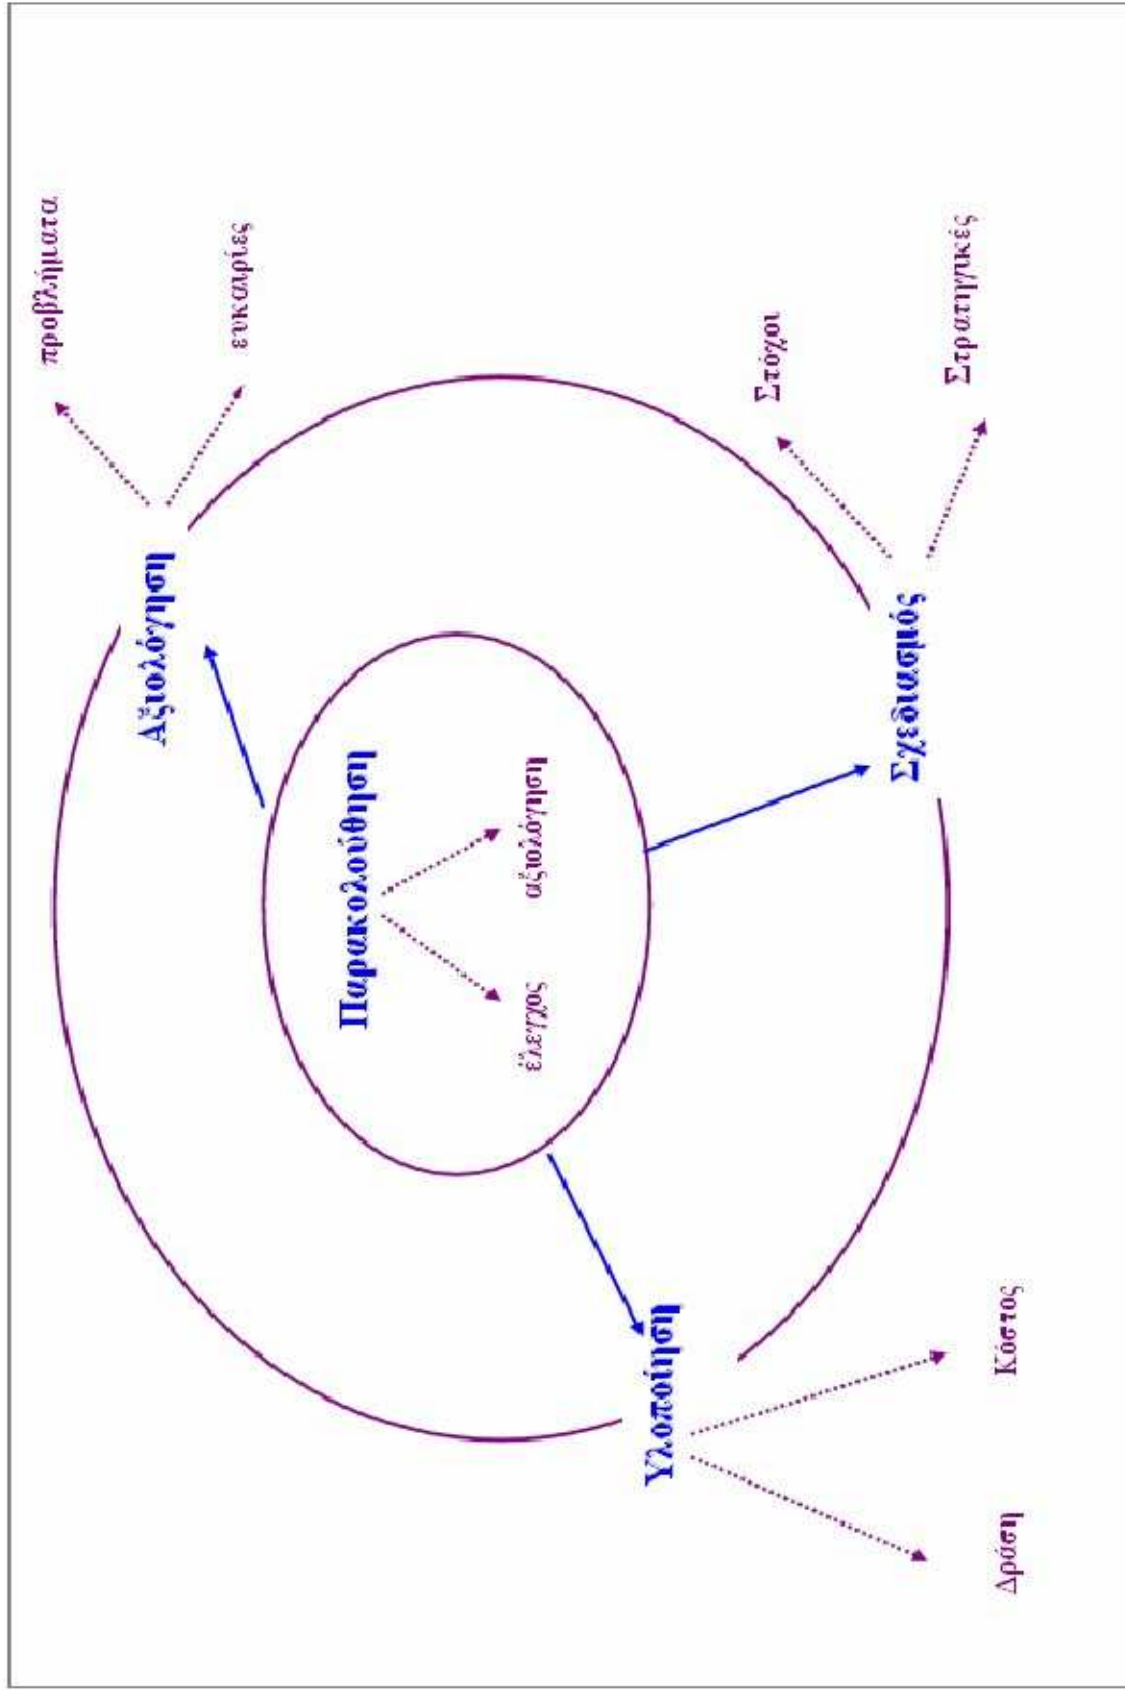 προβλήματα
Αξιολόγηση
ευκαιρίες
Παρακολούθηση
έλεγχος
αξιολόγηση
Στόχοι
Υλοποίηση
Σχεδιασμός
Στρατηγικές
Δράση
Κόστος